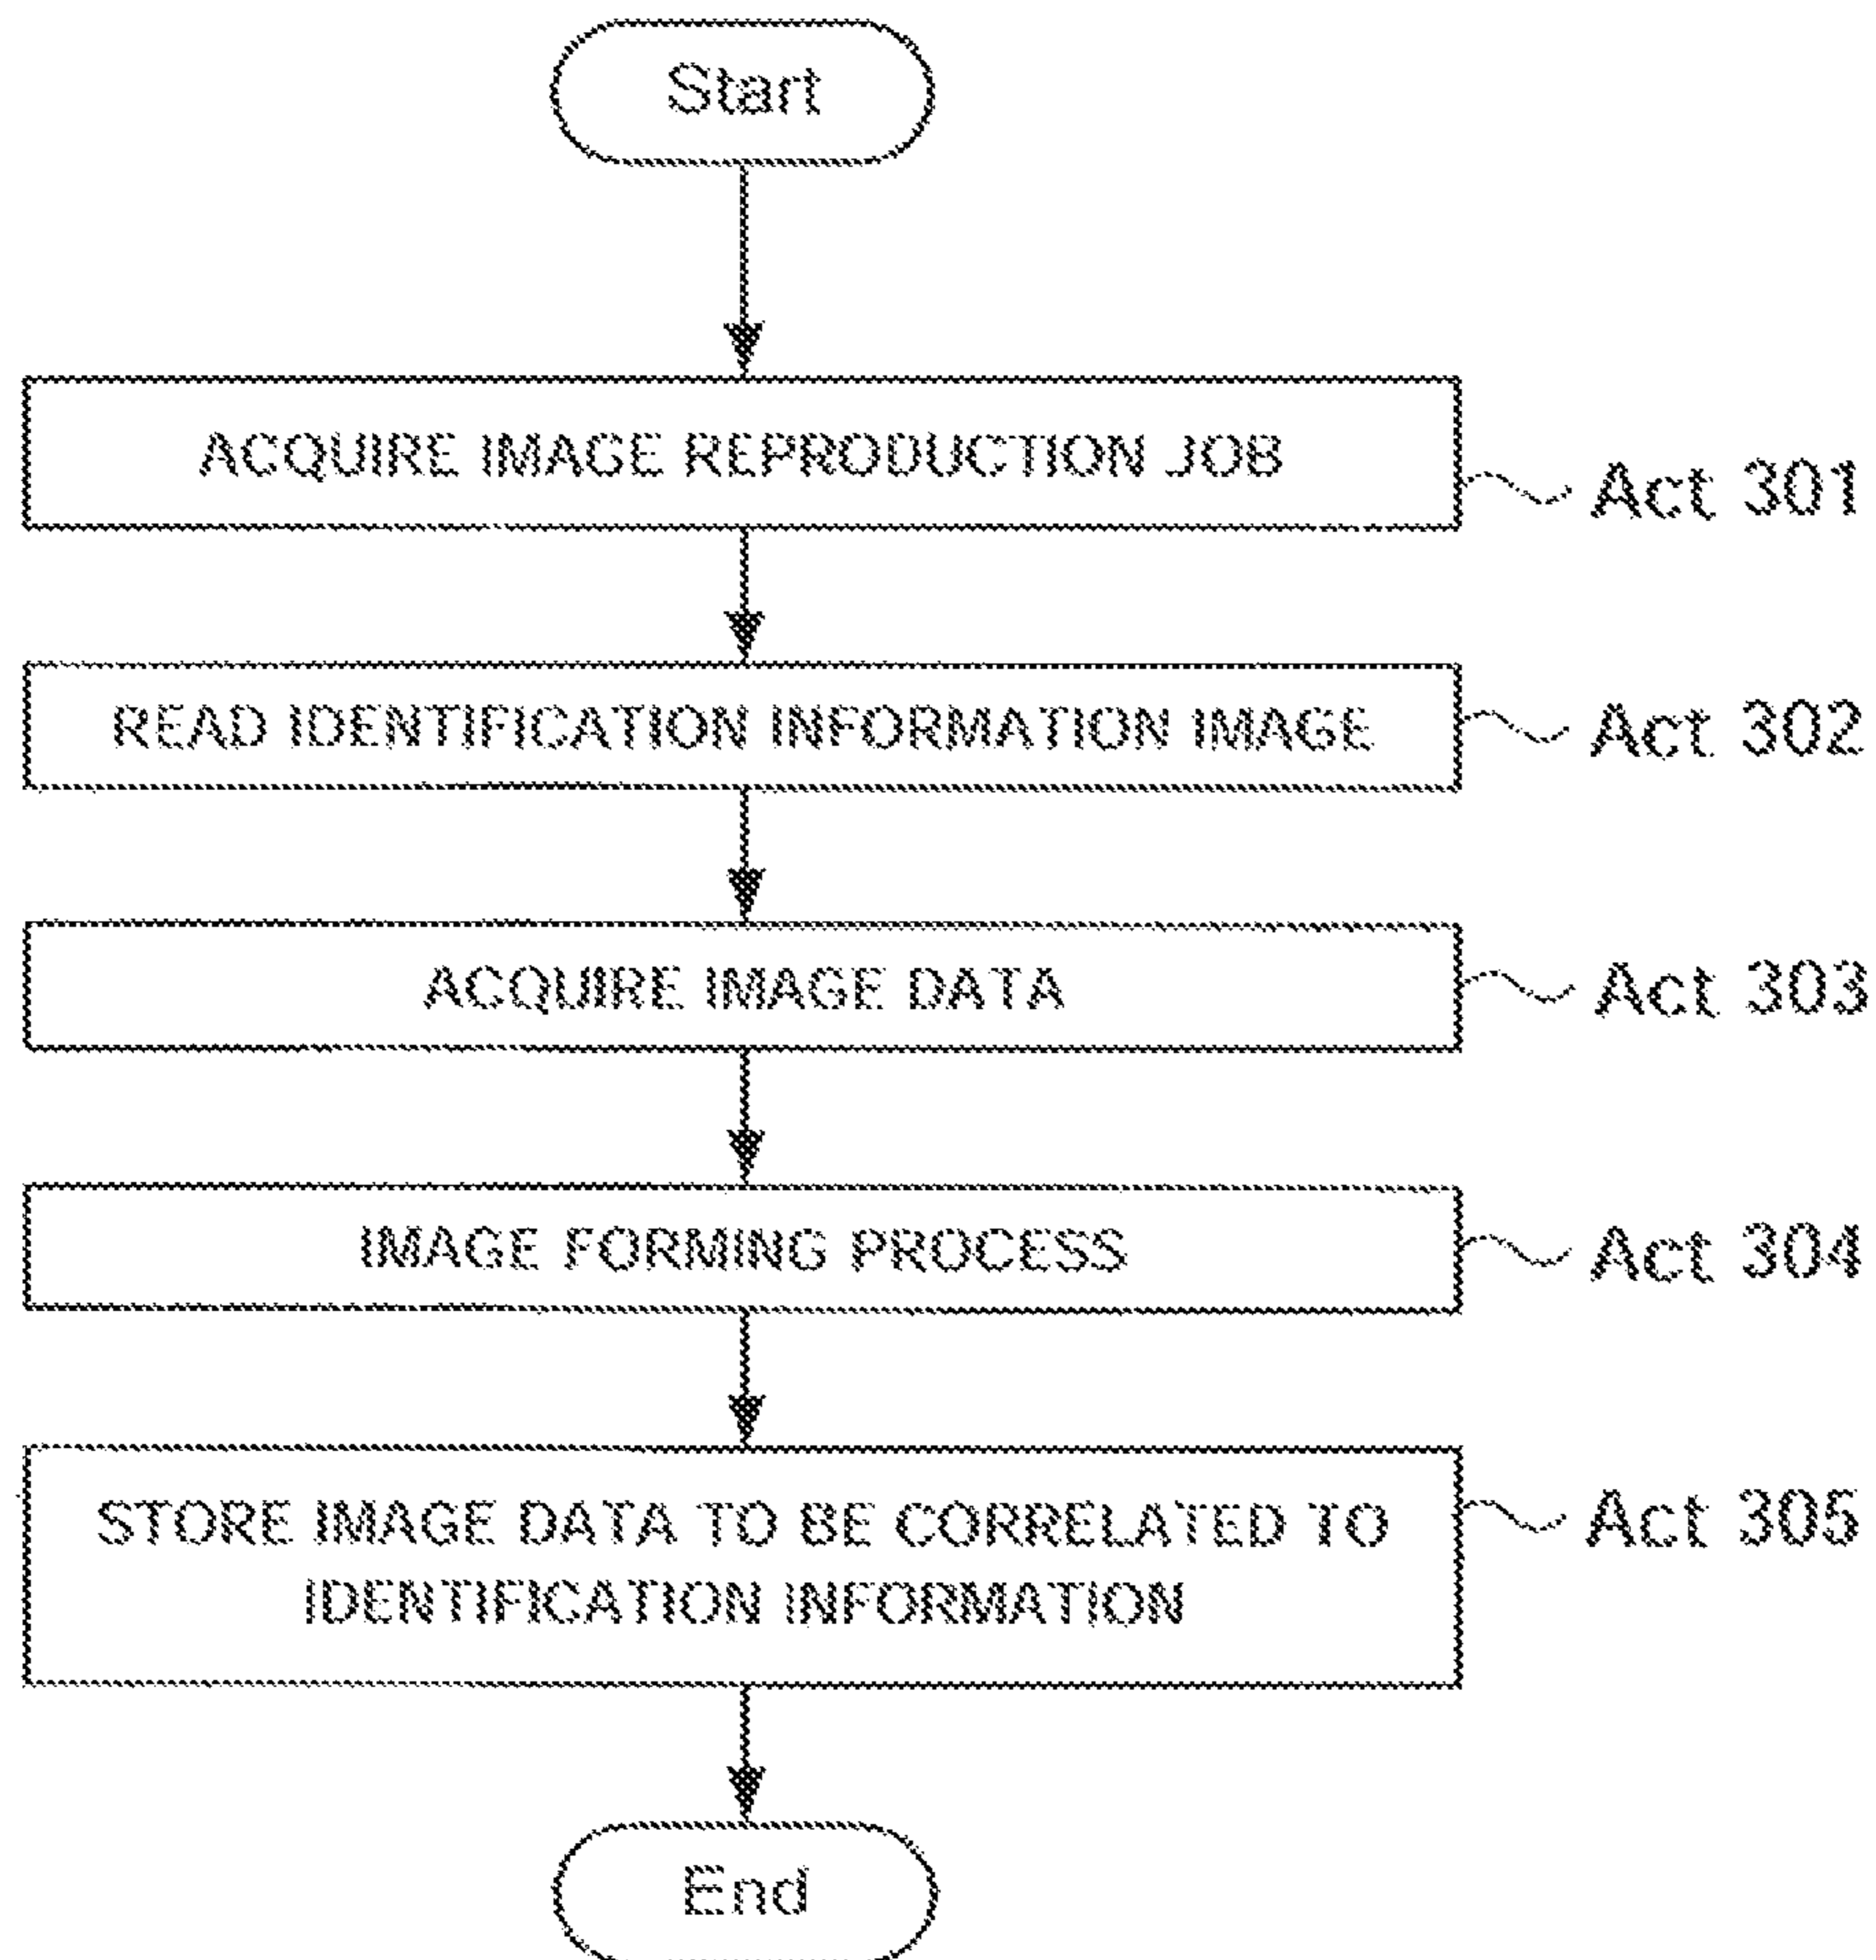 Start
ACQUIRE IMAGE REPRODUCTION JOB
Act 301
READ IDENTIFICATION INFORMATION IMAGE
Act 302
ACQUIRE IMAGE DATA
Act 303
IMAGE FORMING PROCESS
Act 304
STORE IMAGE DATA TO BE CORRELATED TO
IDENTIFICATION INFORMATION
Act 305
End